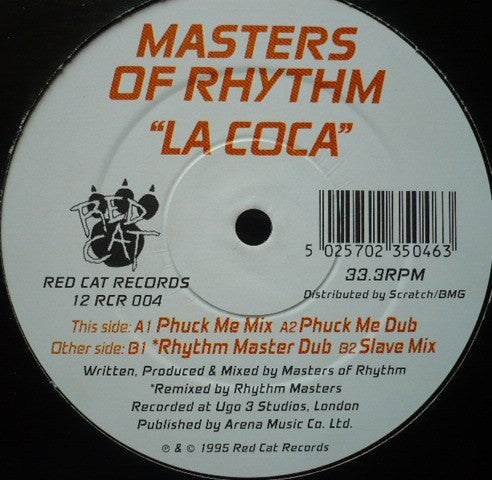 MASTERS
OF RHYTHM
"LA COCA"
RED
CAT
5 025702 350463
RED CAT RECORDS
12 RCR 004
33.3RPM
Distributed by Scratch/BMG
This side: A1 Phuck Me Mix A2 Phuck Me Dub
Other side: B1 *Rhythm Master Dub B2 Slave Mix
Written, Produced & Mixed by Masters of Rhythm
*Remixed by Rhythm Masters
Recorded at Ugo 3 Studios, London
Published by Arena Music Co. Ltd.
℗ & © 1995 Red Cat Records